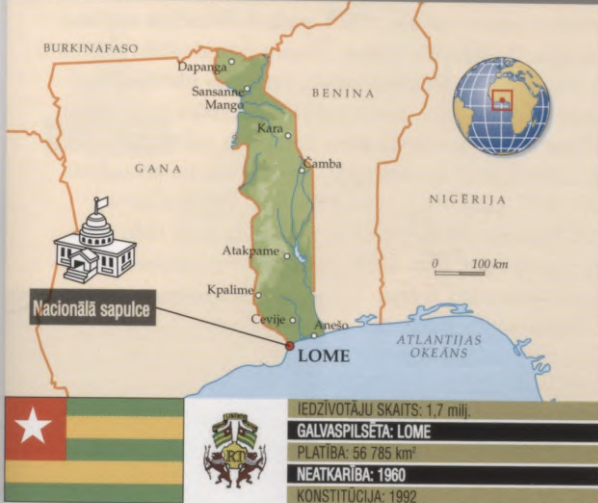 BURKINAFASO
Dapanga
Sansanne
Mango
BENINA
Kara
GANA
Čamba
NIGĒRIJA
Atakpame
0 100 km
Kpalime
Nacionālā sapulce
Cevije
Anešo
LOME
ATLANTIJAS
OKEĀNS
RT
IEDZĪVOTĀJU SKAITS: 1,7 milj.
GALVASPILSĒTA: LOME
PLATĪBA: 56 785 km²
NEATKARĪBA: 1960
KONSTITŪCIJA: 1992